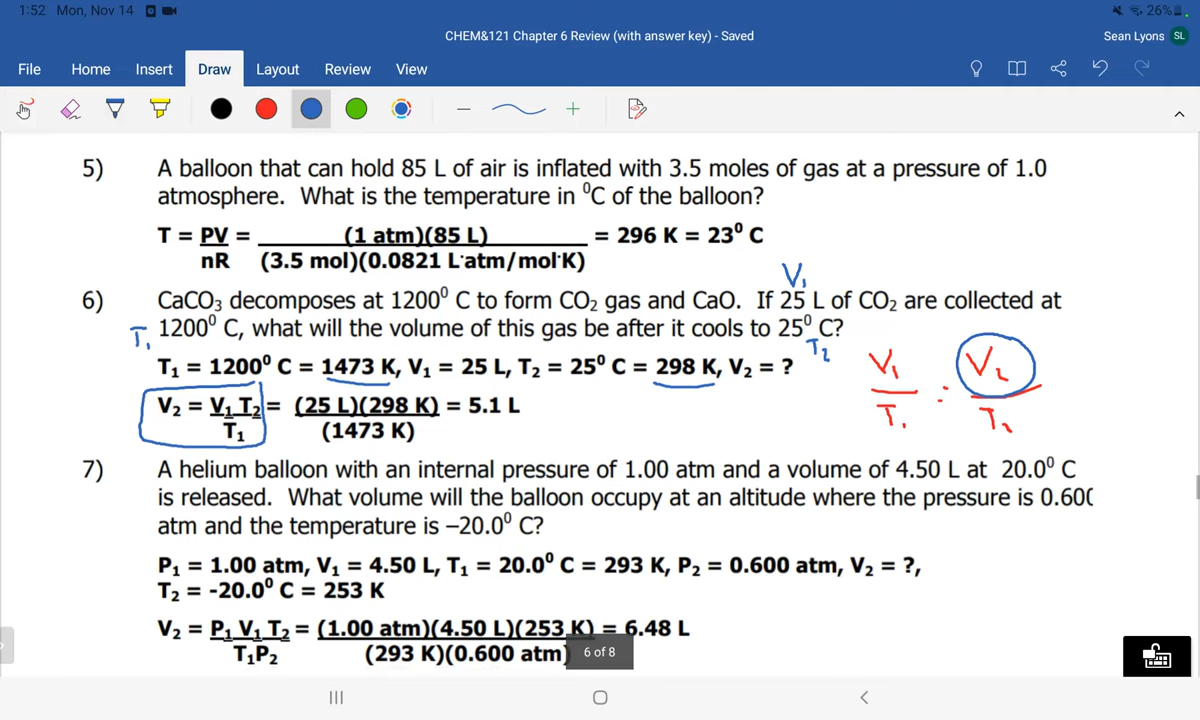 1:52 Mon, Nov 14
26%
CHEM&121 Chapter 6 Review (with answer key) - Saved
Sean Lyons SL
File Home Insert Draw Layout Review View
5) A balloon that can hold 85 L of air is inflated with 3.5 moles of gas at a pressure of 1.0
atmosphere. What is the temperature in ⁰C of the balloon?
T = PV = (1 atm)(85 L) = 296 K = 23⁰ C
nR (3.5 mol)(0.0821 L·atm/mol·K)
V₁
6) CaCO₃ decomposes at 1200⁰ C to form CO₂ gas and CaO. If 25 L of CO₂ are collected at
T₁ 1200⁰ C, what will the volume of this gas be after it cools to 25⁰ C?
T₂
T₁ = 1200⁰ C = 1473 K, V₁ = 25 L, T₂ = 25⁰ C = 298 K, V₂ = ?
V₁ = V₂
T₁ T₂
V₂ = V₁ T₂ = (25 L)(298 K) = 5.1 L
T₁ (1473 K)
7) A helium balloon with an internal pressure of 1.00 atm and a volume of 4.50 L at 20.0⁰ C
is released. What volume will the balloon occupy at an altitude where the pressure is 0.600
atm and the temperature is –20.0⁰ C?
P₁ = 1.00 atm, V₁ = 4.50 L, T₁ = 20.0⁰ C = 293 K, P₂ = 0.600 atm, V₂ = ?,
T₂ = -20.0⁰ C = 253 K
V₂ = P₁ V₁ T₂ = (1.00 atm)(4.50 L)(253 K) = 6.48 L
T₁P₂ (293 K)(0.600 atm)
6 of 8